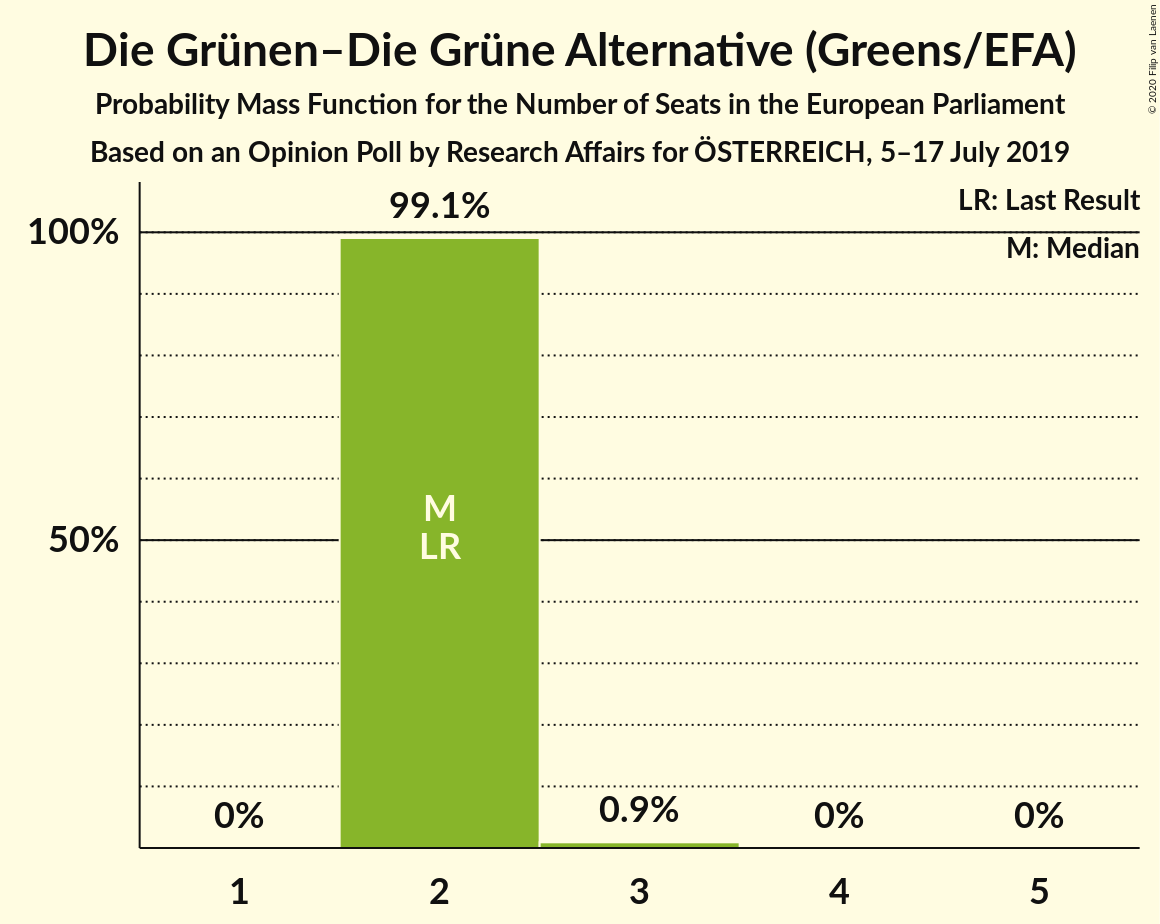 Die Grünen–Die Grüne Alternative (Greens/EFA)
Probability Mass Function for the Number of Seats in the European Parliament
Based on an Opinion Poll by Research Affairs for ÖSTERREICH, 5–17 July 2019
© 2020 Filip van Laenen
LR: Last Result
M: Median
99.1%
100%
M
LR
50%
0%
0.9%
0%
0%
1
2
3
4
5